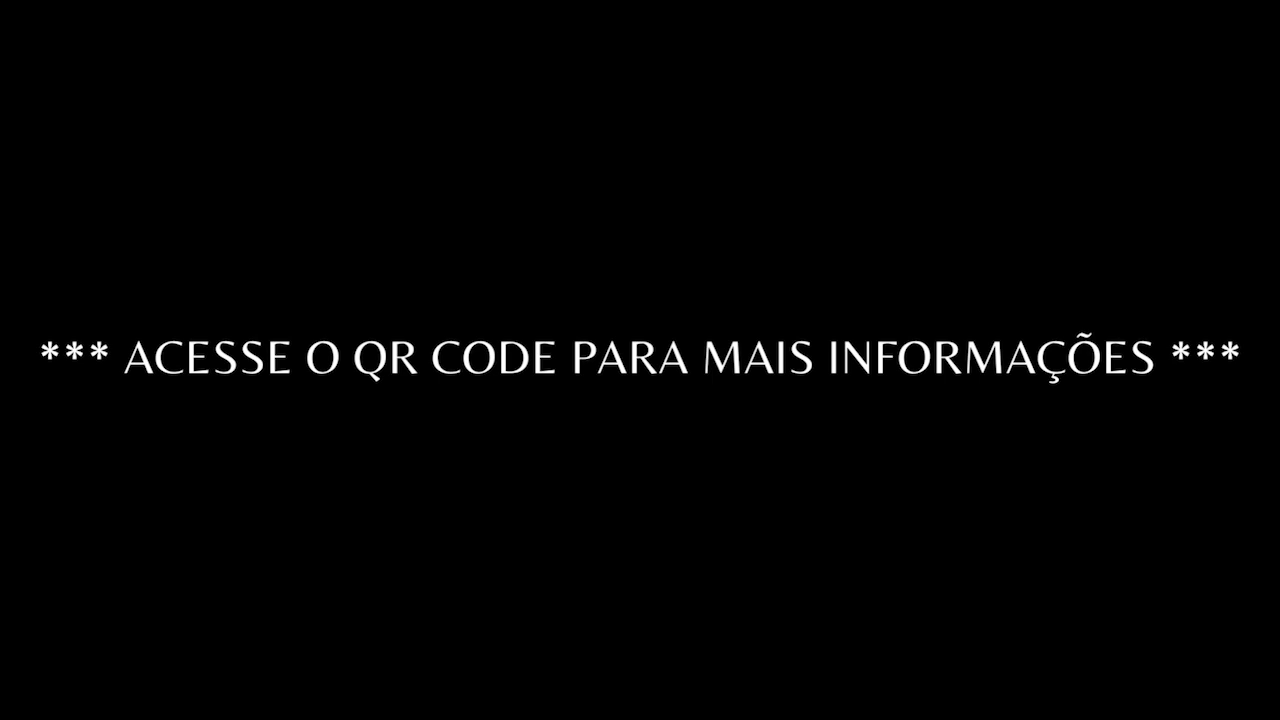 *** ACESSE O QR CODE PARA MAIS INFORMAÇÕES ***